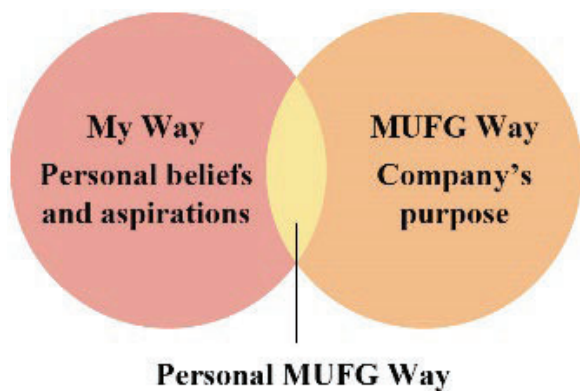 My Way
Personal beliefs
and aspirations
MUFG Way
Company’s
purpose
Personal MUFG Way